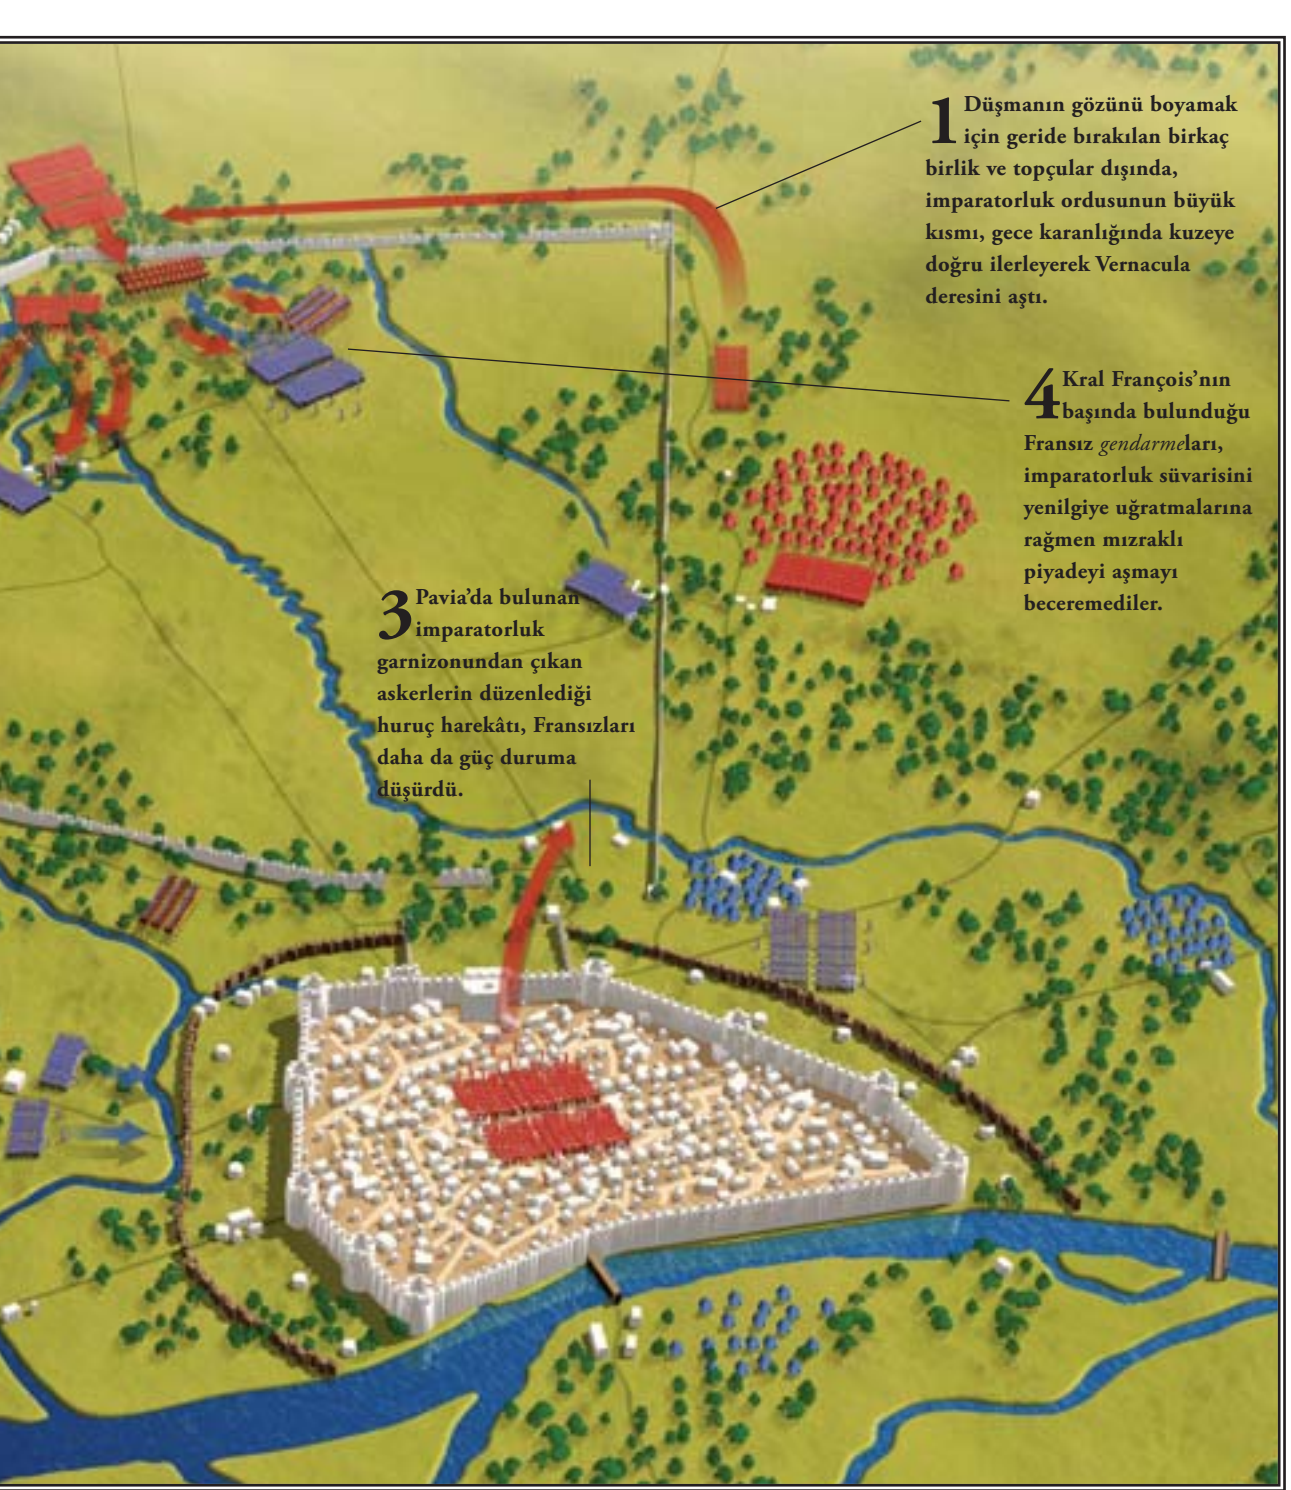 1 Düşmanın gözünü boyamak
için geride bırakılan birkaç
birlik ve topçular dışında,
imparatorluk ordusunun büyük
kısmı, gece karanlığında kuzeye
doğru ilerleyerek Vernacula
deresini aştı.
4 Kral François’nın
başında bulunduğu
Fransız gendarmeları,
imparatorluk süvarisini
yenilgiye uğratmalarına
rağmen mızraklı
piyadeyi aşmayı
beceremediler.
3 Pavia’da bulunan
imparatorluk
garnizonundan çıkan
askerlerin düzenlediği
huruç harekâtı, Fransızları
daha da güç duruma
düşürdü.